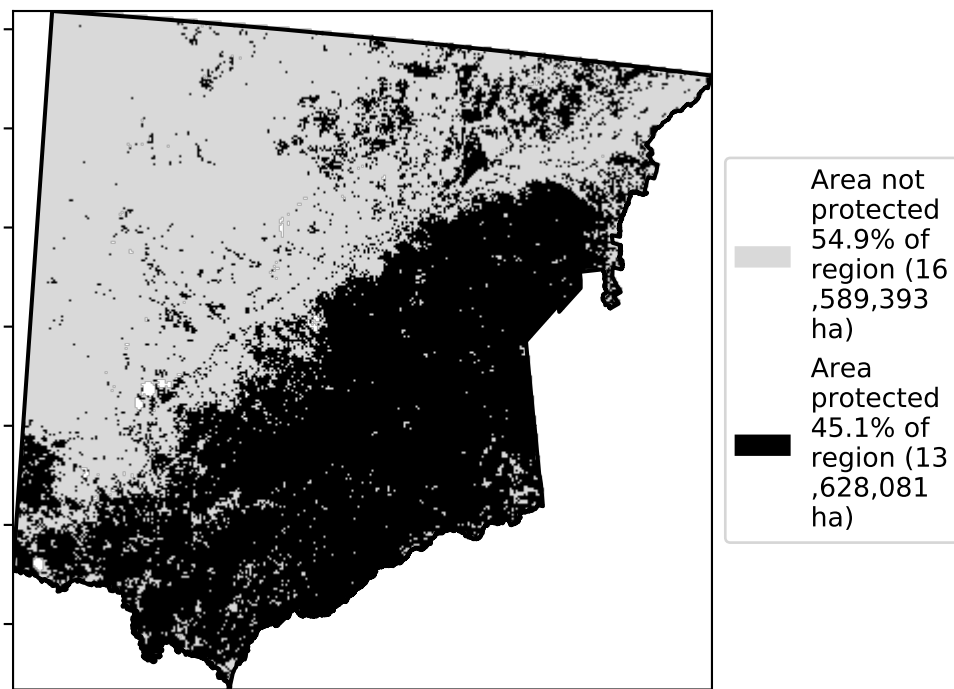 Area not
protected
54.9% of
region (16
,589,393
ha)
Area
protected
45.1% of
region (13
,628,081
ha)